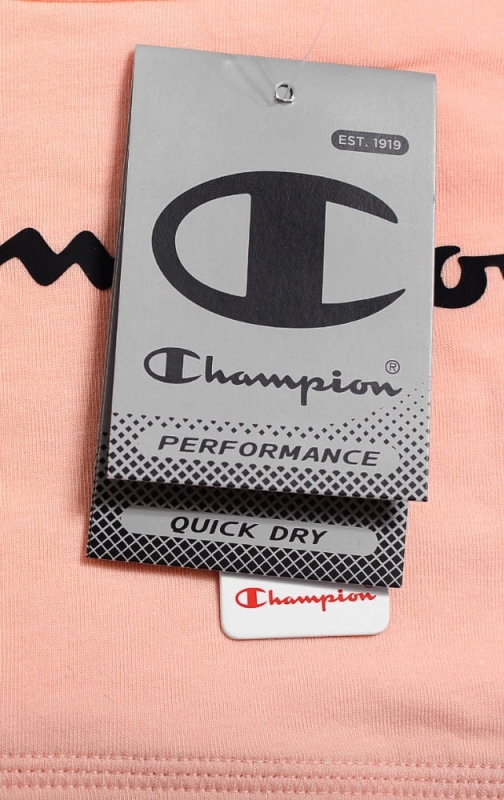 EST. 1919
Champion®
PERFORMANCE
QUICK DRY
Champion